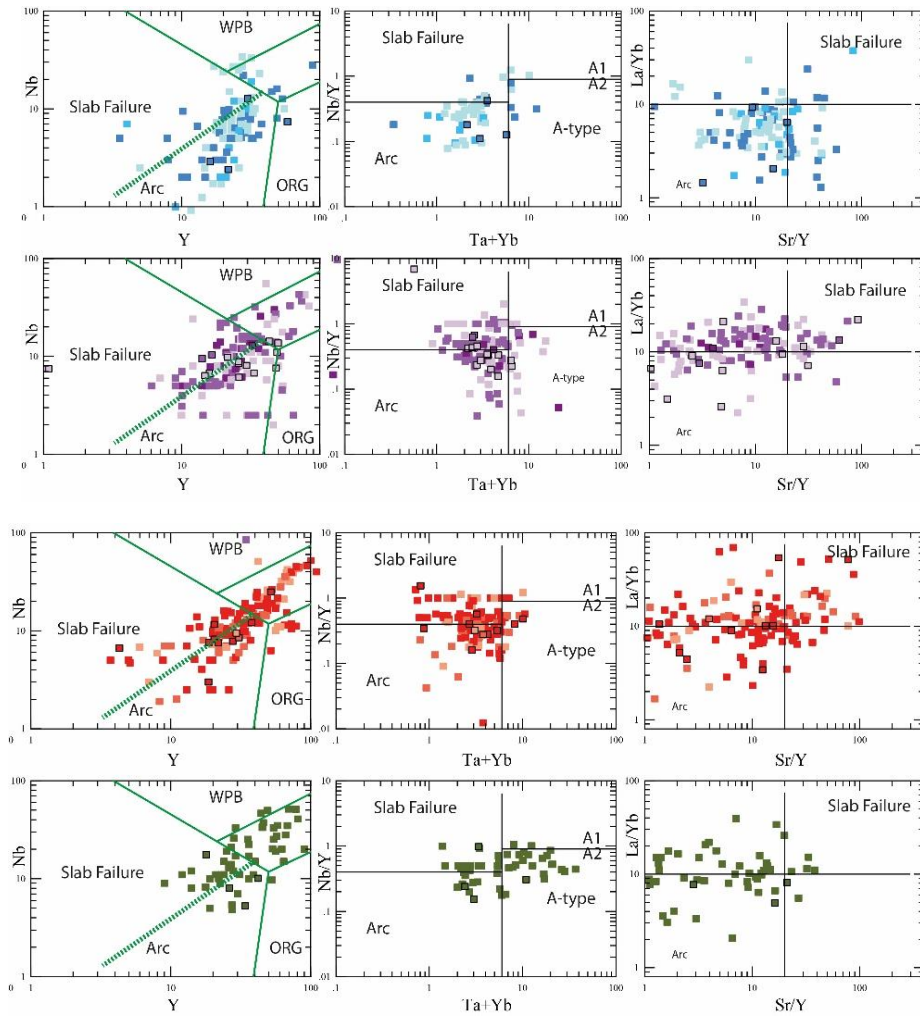 100
WPB
Nb
Slab Failure
10
Arc
ORG
1
0 1 10 100
Y
10
Slab Failure
1
A1
A2
Nb/Y
A-type
.1
Arc
.01
.1 1 10 100
Ta+Yb
100
Slab Failure
La/Yb
10
Arc
1
1 10 100
Sr/Y
100
WPB
Nb
Slab Failure
10
Arc
ORG
1
0 1 10 100
Y
10
Slab Failure
1
A1
A2
Nb/Y
A-type
.1
Arc
.01
.1 1 10 100
Ta+Yb
100
Slab Failure
La/Yb
10
Arc
1
1 10 100
Sr/Y
100
WPB
Nb
Slab Failure
10
Arc
ORG
1
0 1 10 100
Y
10
Slab Failure
1
A1
A2
Nb/Y
A-type
.1
Arc
.01
.1 1 10 100
Ta+Yb
100
Slab Failure
La/Yb
10
Arc
1
1 10 100
Sr/Y
100
WPB
Nb
Slab Failure
10
Arc
ORG
1
0 1 10 100
Y
10
Slab Failure
1
A1
A2
Nb/Y
A-type
.1
Arc
.01
.1 1 10 100
Ta+Yb
100
Slab Failure
La/Yb
10
Arc
1
1 10 100
Sr/Y